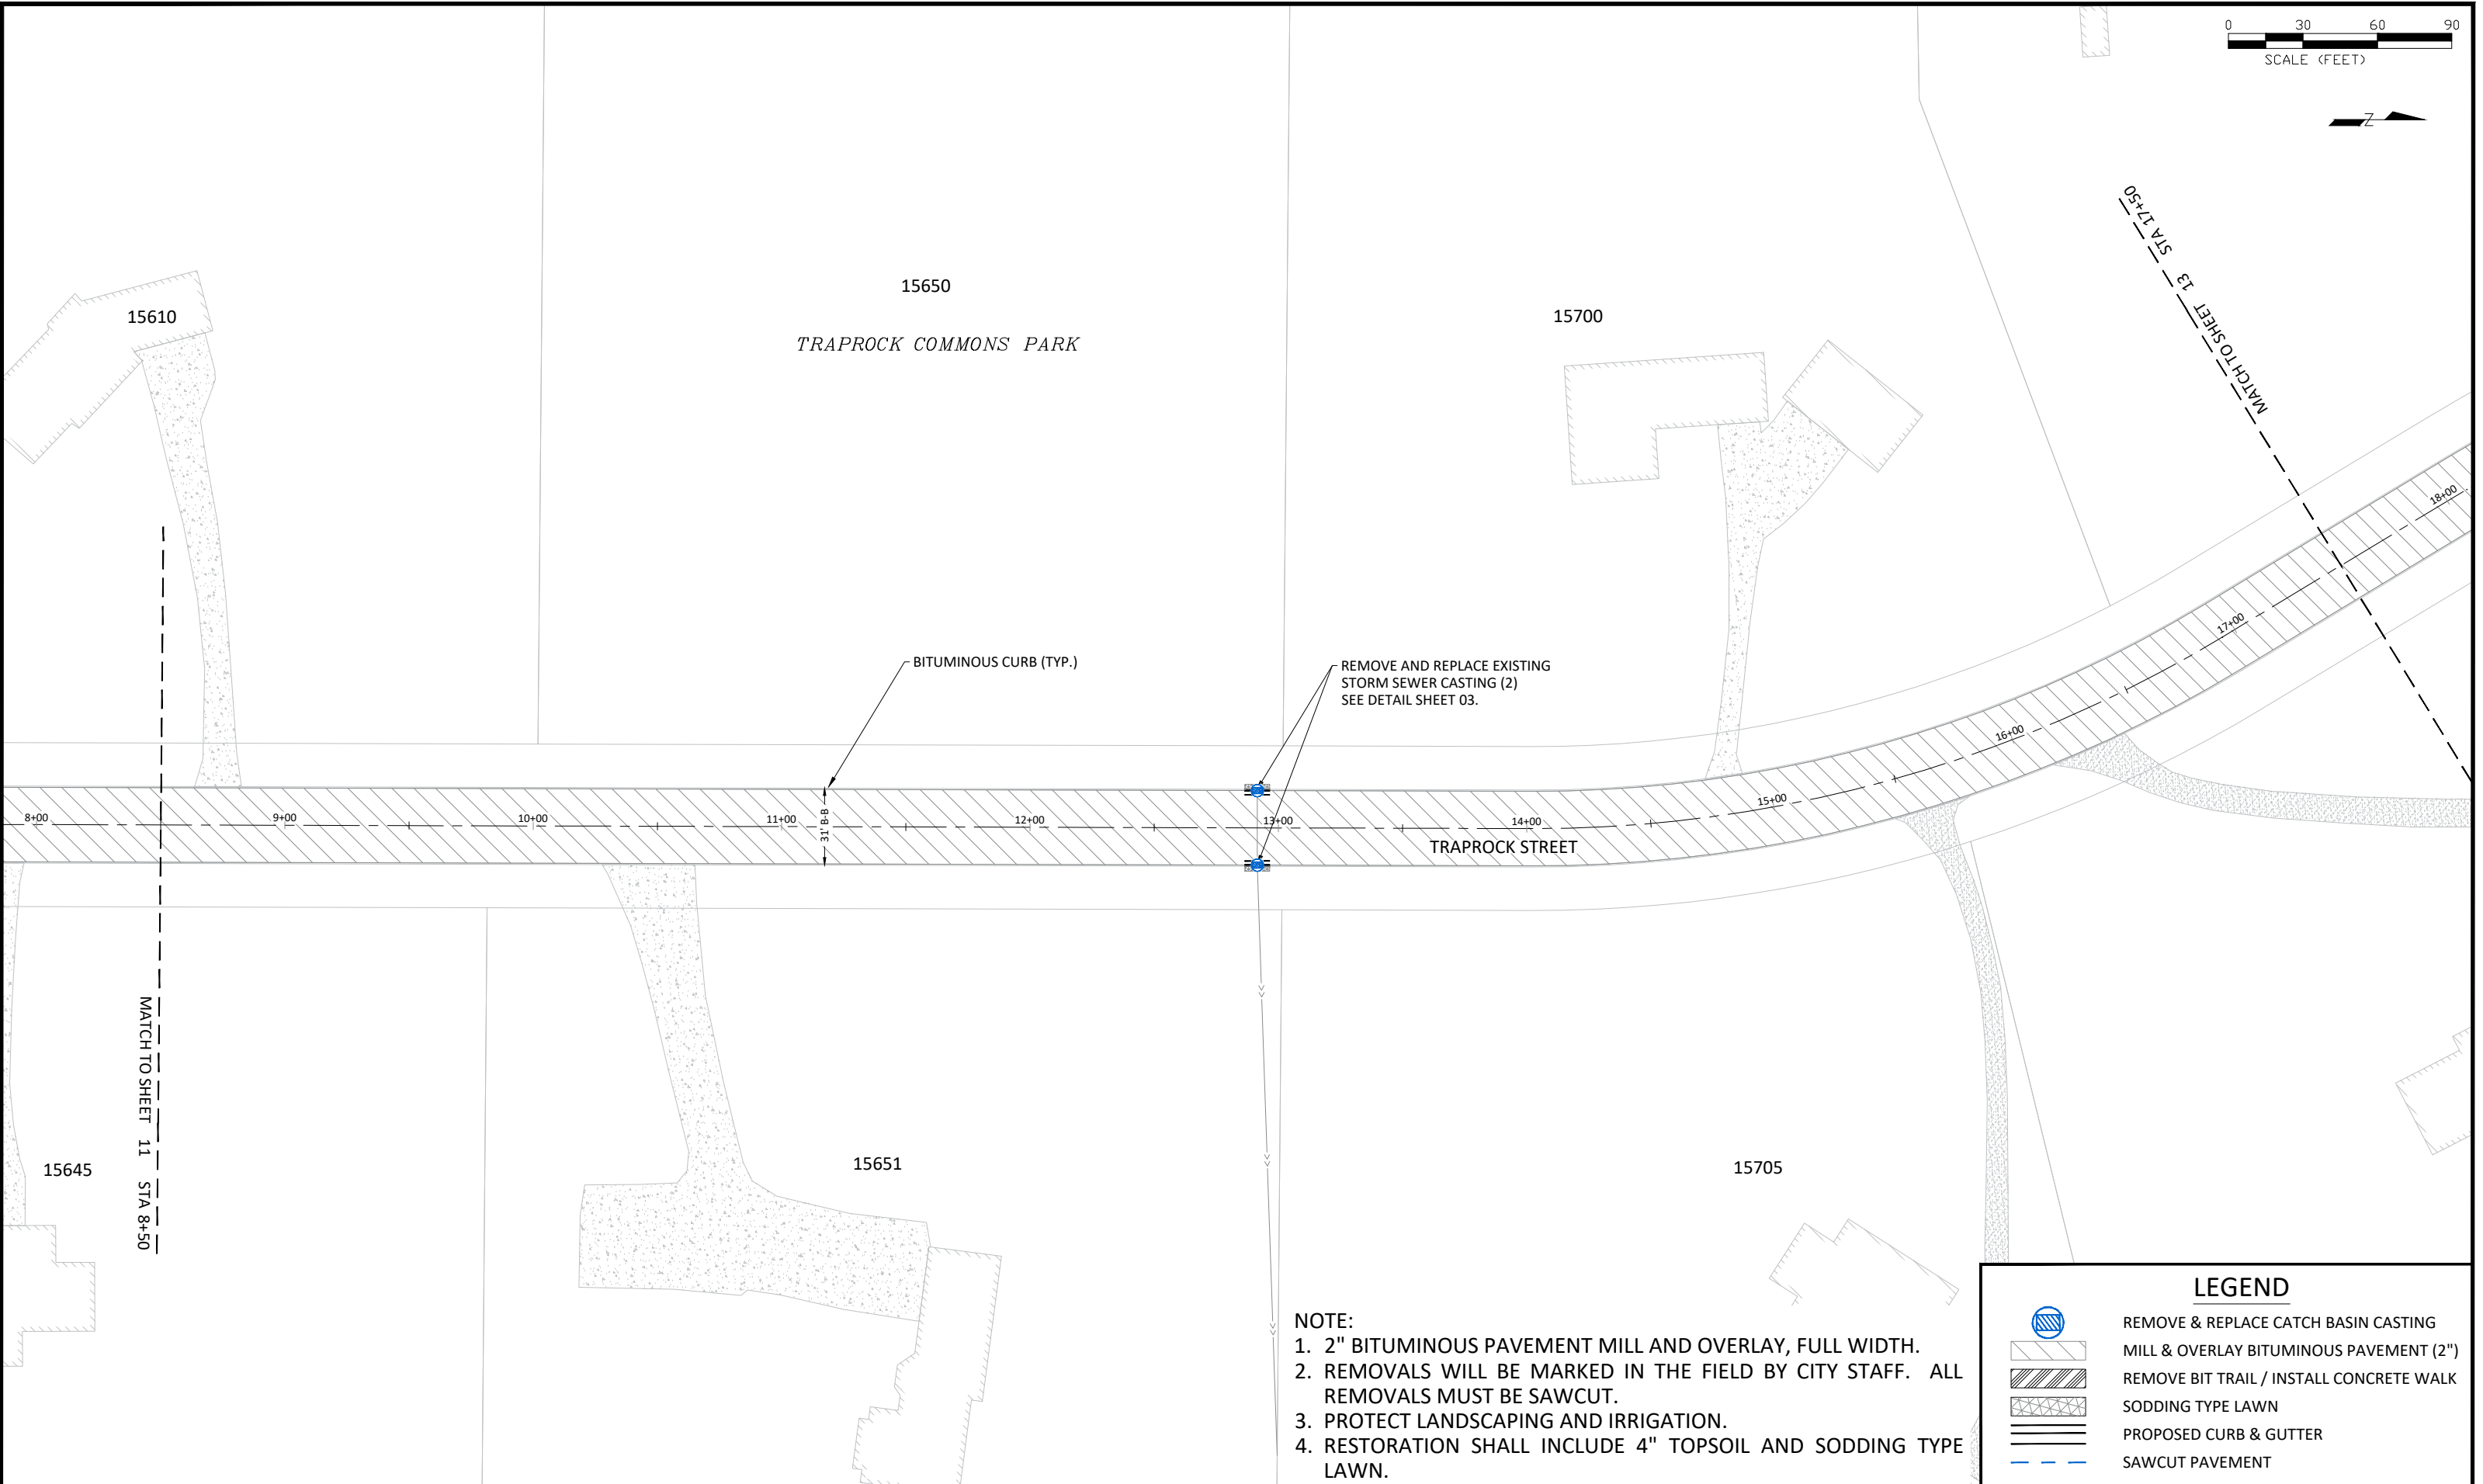 0 30 60 90
SCALE (FEET)
Z
STA 17+50
MATCH TO SHEET 13
15610
15650
TRAPROCK COMMONS PARK
15700
BITUMINOUS CURB (TYP.)
REMOVE AND REPLACE EXISTING
STORM SEWER CASTING (2)
SEE DETAIL SHEET 03.
8+00
9+00
10+00
11+00
31' B-B
12+00
13+00
14+00
15+00
16+00
17+00
18+00
TRAPROCK STREET
MATCH TO SHEET 11 STA 8+50
15645
15651
15705
NOTE:
1. 2" BITUMINOUS PAVEMENT MILL AND OVERLAY, FULL WIDTH.
2. REMOVALS WILL BE MARKED IN THE FIELD BY CITY STAFF. ALL
REMOVALS MUST BE SAWCUT.
3. PROTECT LANDSCAPING AND IRRIGATION.
4. RESTORATION SHALL INCLUDE 4" TOPSOIL AND SODDING TYPE
LAWN.
LEGEND
REMOVE & REPLACE CATCH BASIN CASTING
MILL & OVERLAY BITUMINOUS PAVEMENT (2")
REMOVE BIT TRAIL / INSTALL CONCRETE WALK
SODDING TYPE LAWN
PROPOSED CURB & GUTTER
SAWCUT PAVEMENT